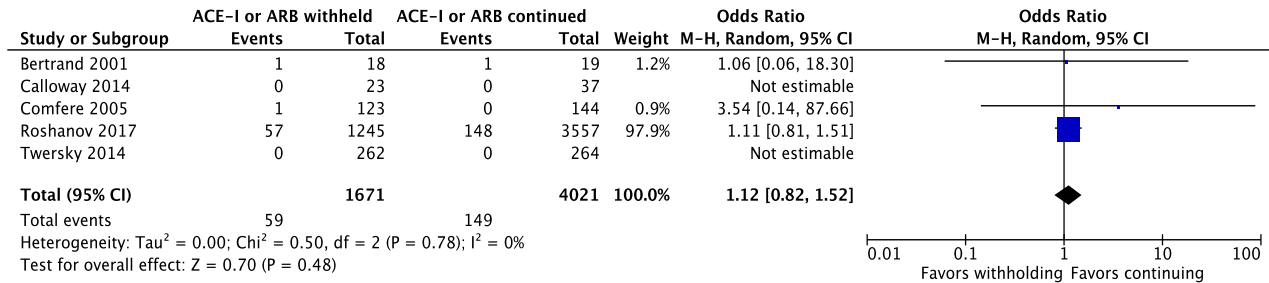 ACE-I or ARB withheld ACE-I or ARB continued Odds Ratio Odds Ratio
Study or Subgroup Events Total Events Total Weight M-H, Random, 95% CI M-H, Random, 95% CI
Bertrand 2001 1 18 1 19 1.2% 1.06 [0.06, 18.30]
Calloway 2014 0 23 0 37 Not estimable
Comfere 2005 1 123 0 144 0.9% 3.54 [0.14, 87.66]
Roshanov 2017 57 1245 148 3557 97.9% 1.11 [0.81, 1.51]
Twersky 2014 0 262 0 264 Not estimable
Total (95% CI) 1671 4021 100.0% 1.12 [0.82, 1.52]
Total events 59 149
Heterogeneity: Tau² = 0.00; Chi² = 0.50, df = 2 (P = 0.78); I² = 0%
Test for overall effect: Z = 0.70 (P = 0.48)
0.01 0.1 1 10 100
Favors withholding Favors continuing